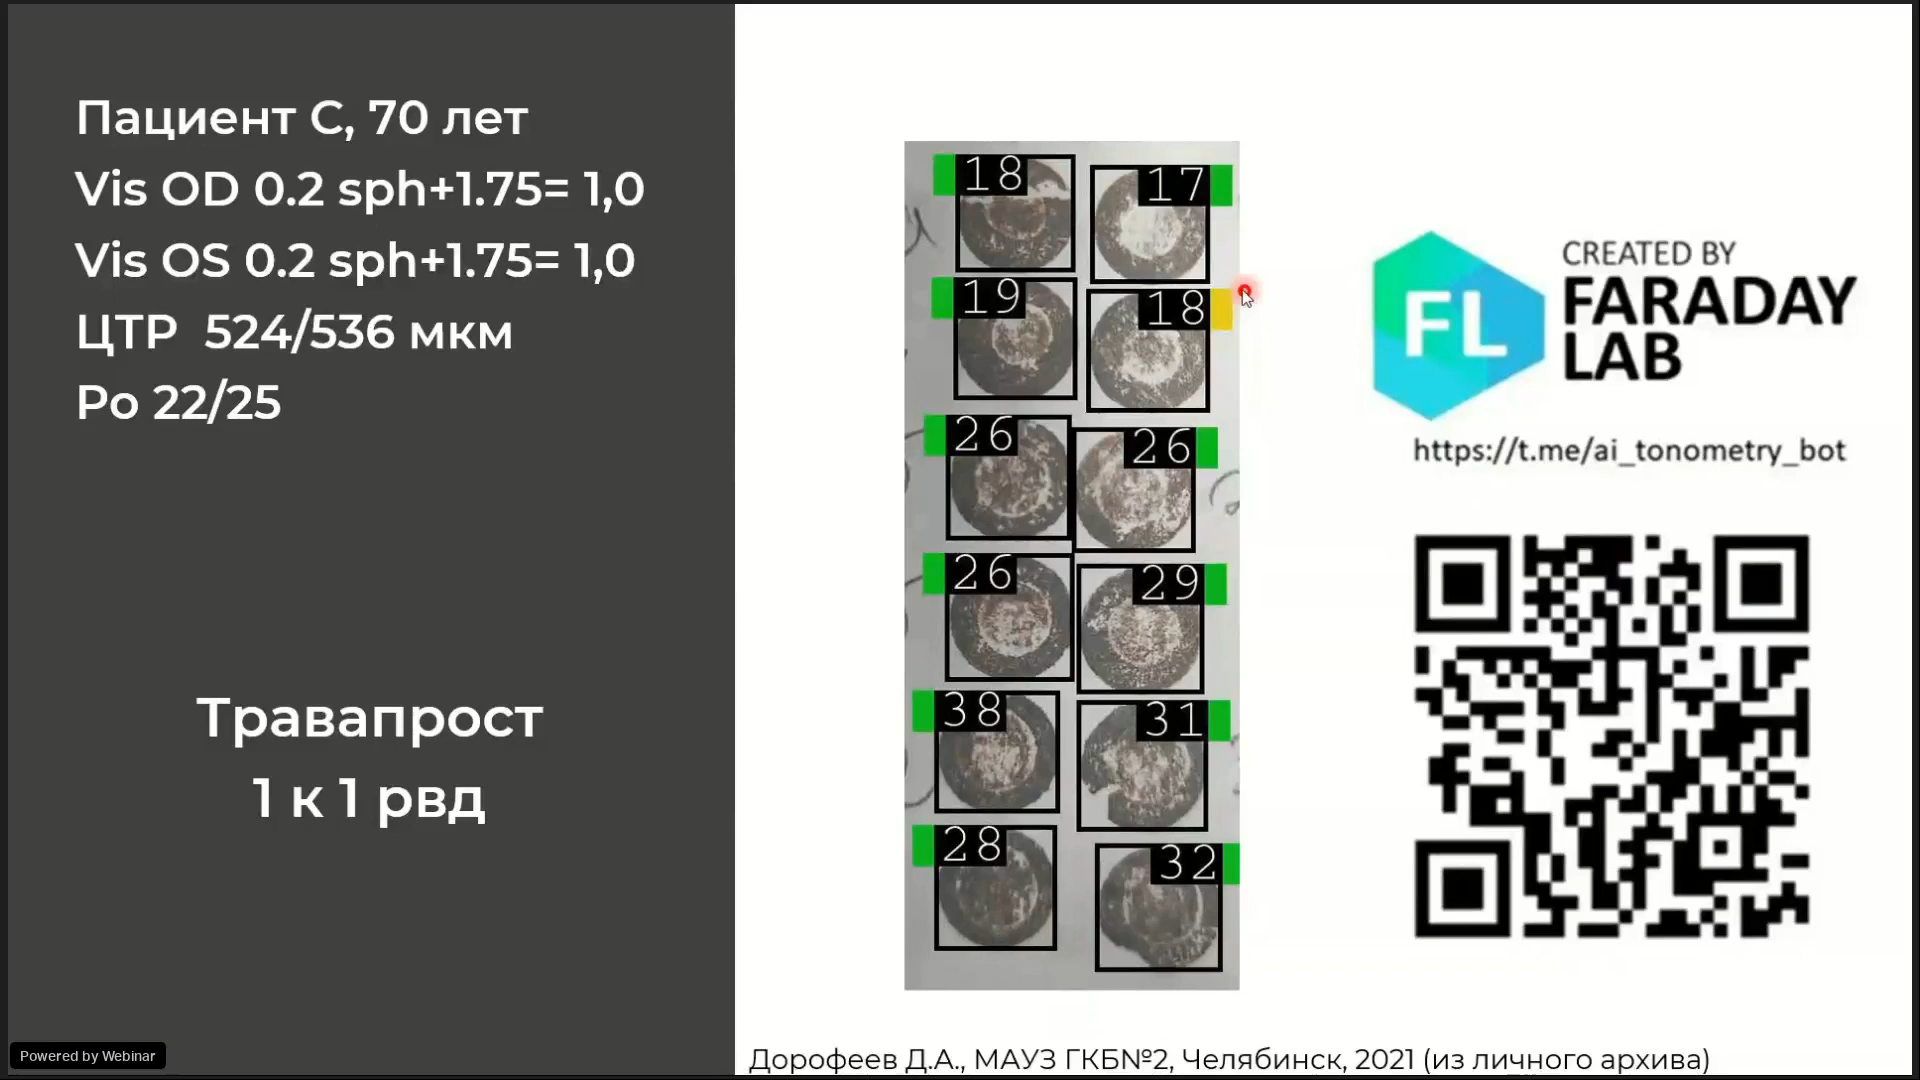 Пациент С, 70 лет
Vis OD 0.2 sph+1.75= 1,0
Vis OS 0.2 sph+1.75= 1,0
ЦТР 524/536 мкм
Po 22/25
Травапрост
1 к 1 рвд
18 17
19 18
26 26
26 29
38 31
28 32
FL
CREATED BY
FARADAY
LAB
https://t.me/ai_tonometry_bot
Дорофеев Д.А., МАУЗ ГКБ№2, Челябинск, 2021 (из личного архива)
Powered by Webinar